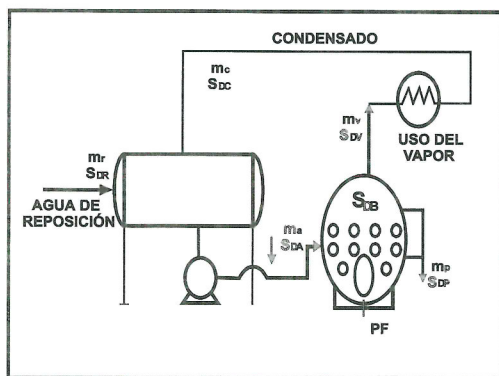 CONDENSADO
mc
SDC
mv
SDV
USO DEL
VAPOR
mr
SDR
AGUA DE
REPOSICIÓN
SDB
ma
SDA
mp
SDP
PF